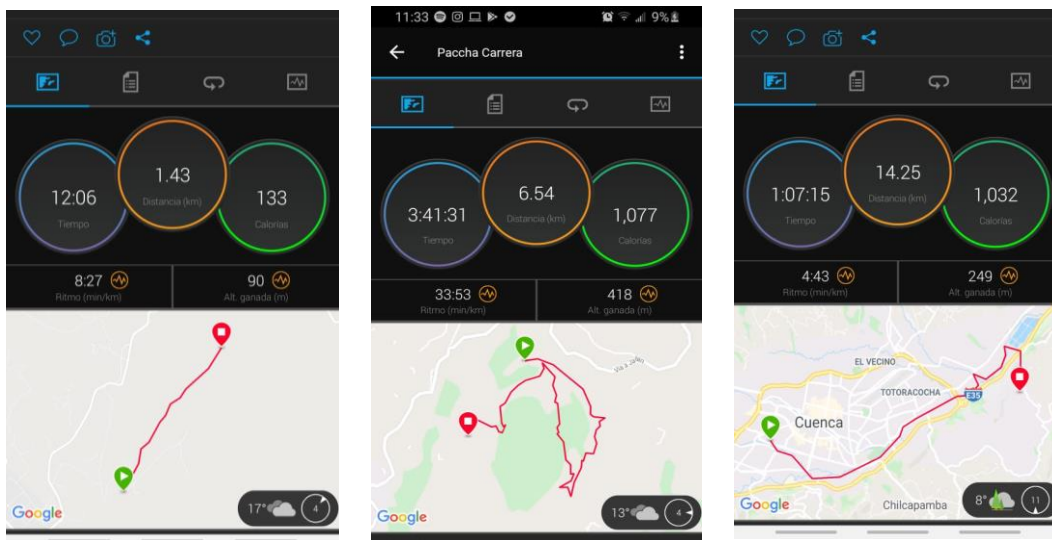 12:06
Tiempo
1.43
Distancia (km)
133
Calorías
8:27
Ritmo (min/km)
90
Alt. ganada (m)
Google
17°
4
11:33
9%
Paccha Carrera
3:41:31
Tiempo
6.54
Distancia (km)
1,077
Calorías
33:53
Ritmo (min/km)
418
Alt. ganada (m)
Google
13°
4
1:07:15
Tiempo
14.25
Distancia (km)
1,032
Calorías
4:43
Ritmo (min/km)
249
Alt. ganada (m)
EL VECINO
TOTORACOCHA
E35
Cuenca
Chilcapamba
Google
8°
11